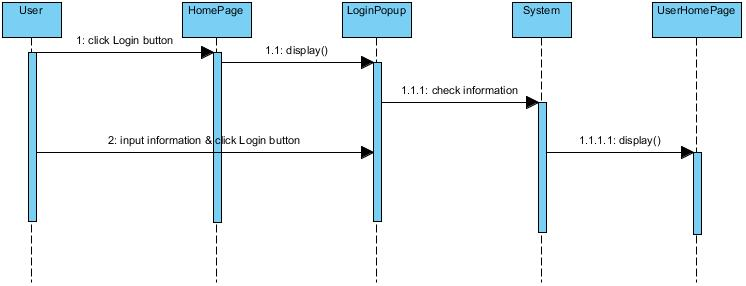 User
HomePage
LoginPopup
System
UserHomePage
1: click Login button
1.1: display()
1.1.1: check information
2: input information & click Login button
1.1.1.1: display()